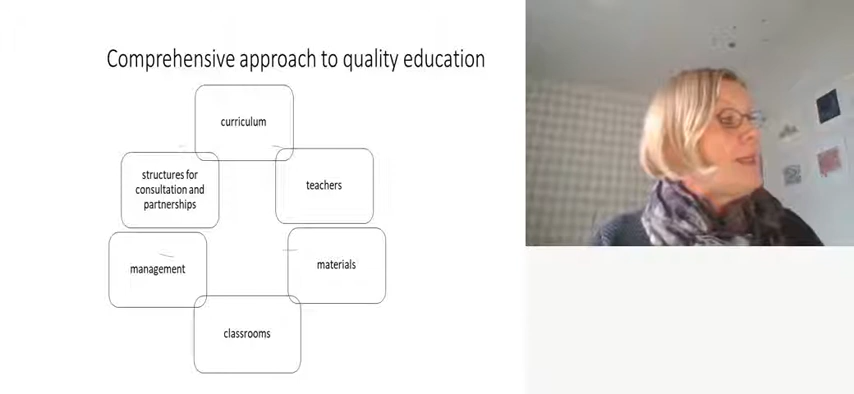 Comprehensive approach to quality education
curriculum
teachers
materials
classrooms
management
structures for
consultation and
partnerships